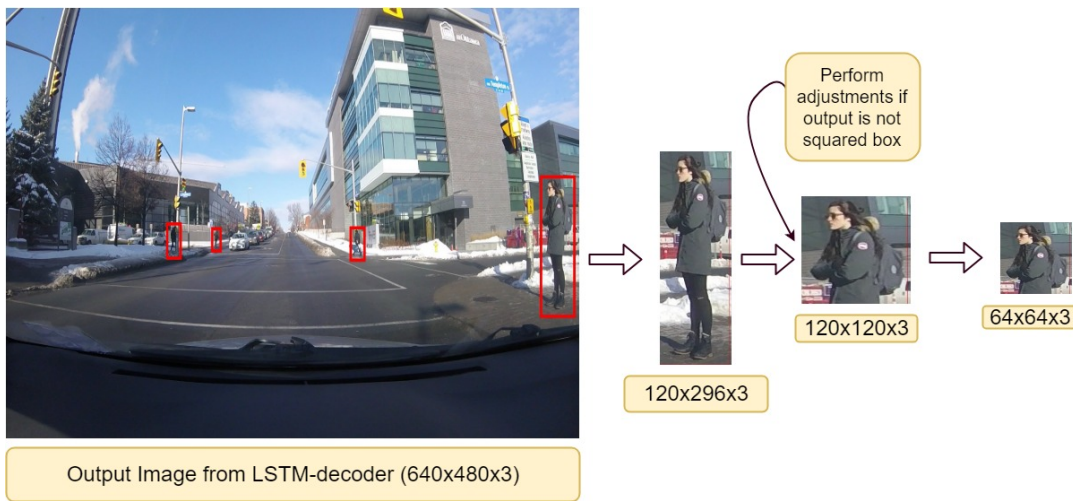 Perform
adjustments if
output is not
squared box
120x296x3
120x120x3
64x64x3
Output Image from LSTM-decoder (640x480x3)